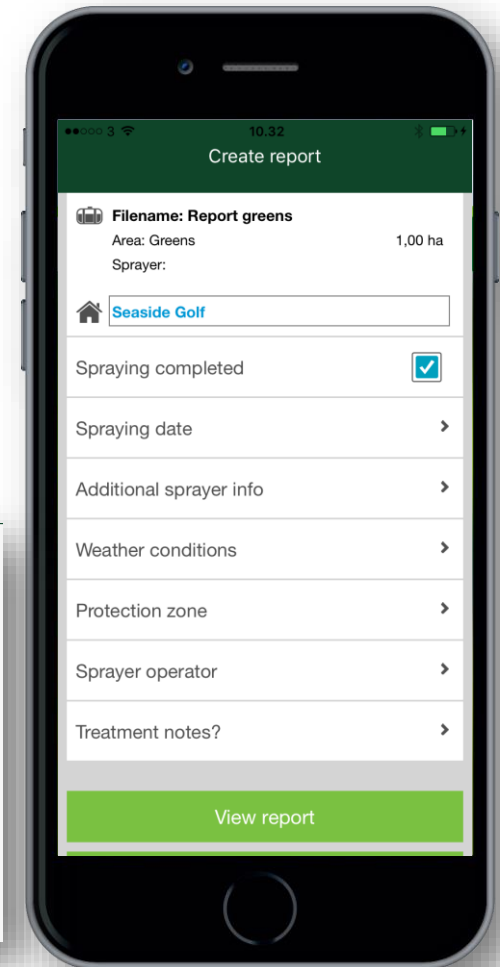 3 10.32
Create report
Filename: Report greens
Area: Greens 1,00 ha
Sprayer:
Seaside Golf
Spraying completed
Spraying date
Additional sprayer info
Weather conditions
Protection zone
Sprayer operator
Treatment notes?
View report